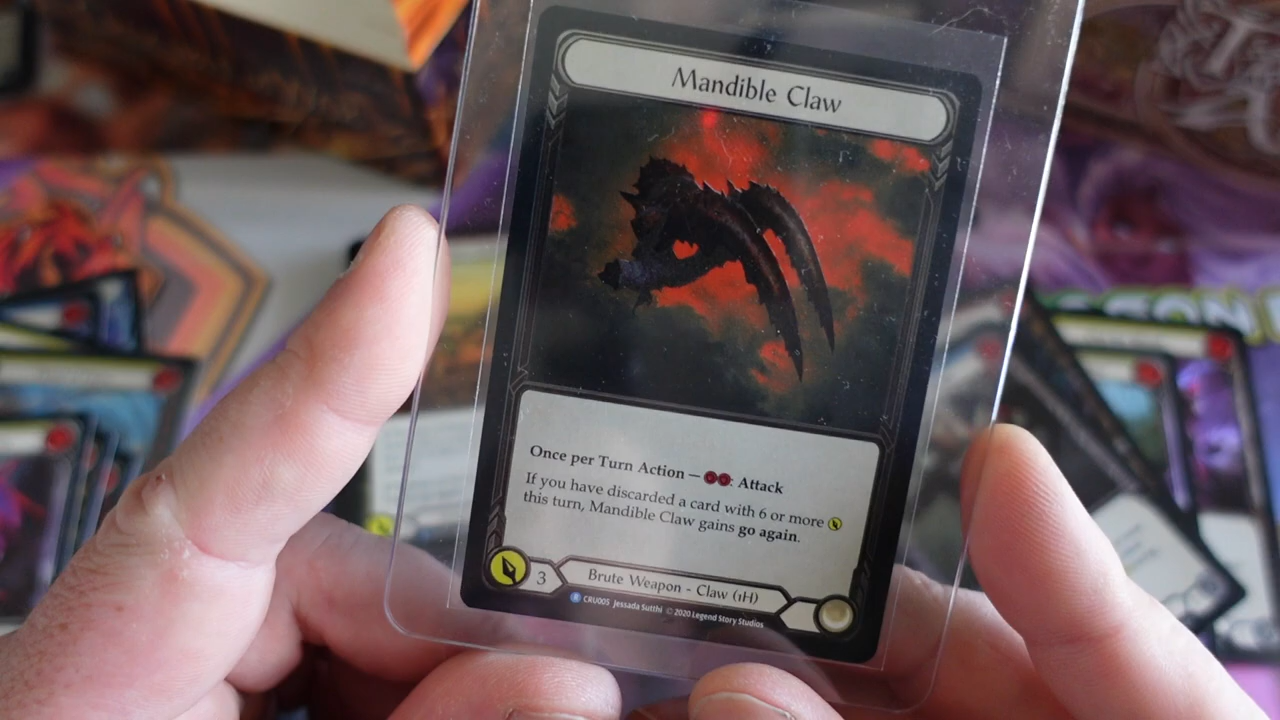 Mandible Claw
Once per Turn Action — : Attack
If you have discarded a card with 6 or more
this turn, Mandible Claw gains go again.
3
Brute Weapon - Claw (1H)
R CRU005 Jessada Sutthi © 2020 Legend Story Studios